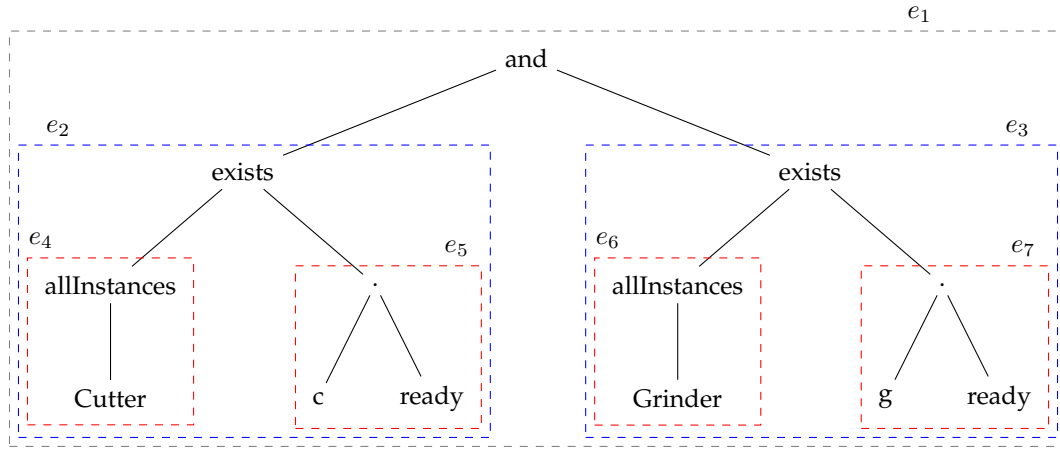 e₁
and
e₂ e₃
exists exists
e₄ e₅ e₆ e₇
allInstances . allInstances .
Cutter c ready Grinder g ready